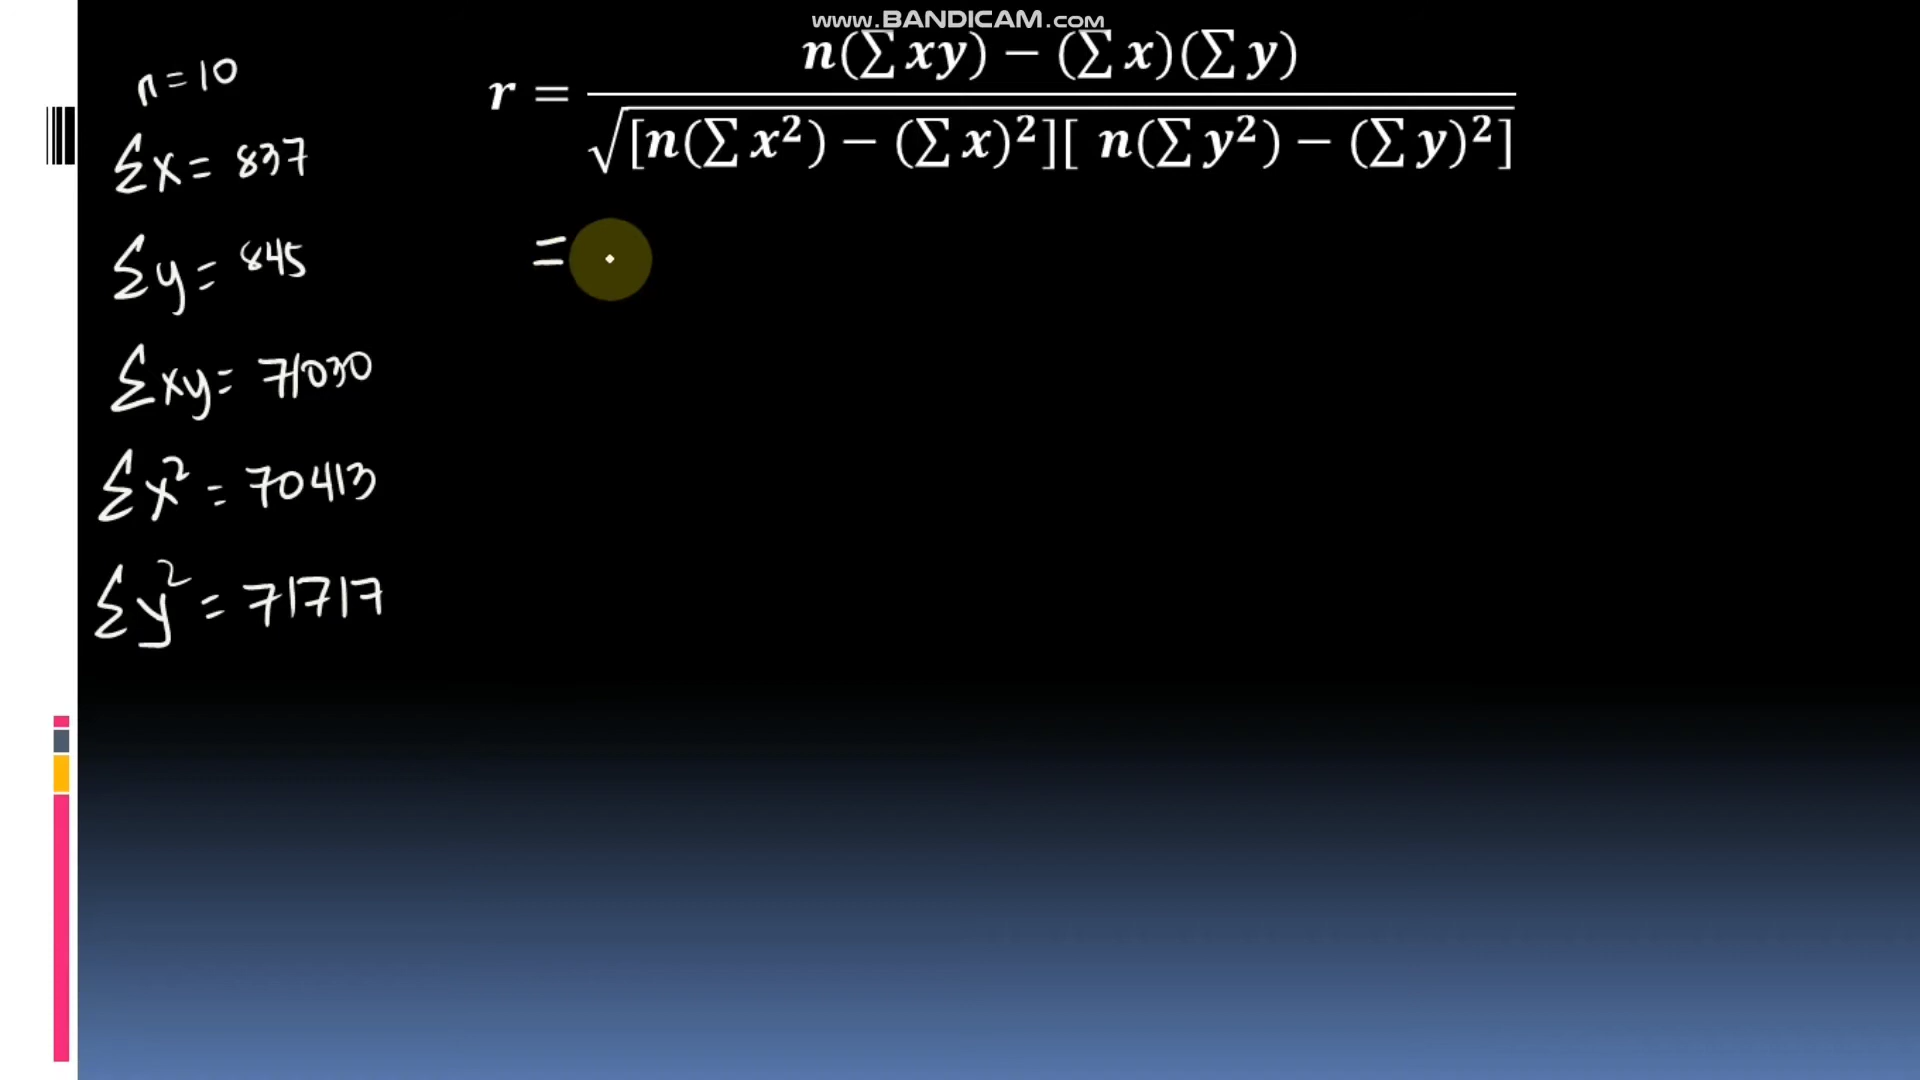 www.BANDICAM.com
n = 10
∑x = 837
∑y = 845
∑xy = 71030
∑x² = 70413
∑y² = 71717
r = n(∑xy) − (∑x)(∑y) / √[n(∑x²) − (∑x)²][ n(∑y²) − (∑y)²]
=